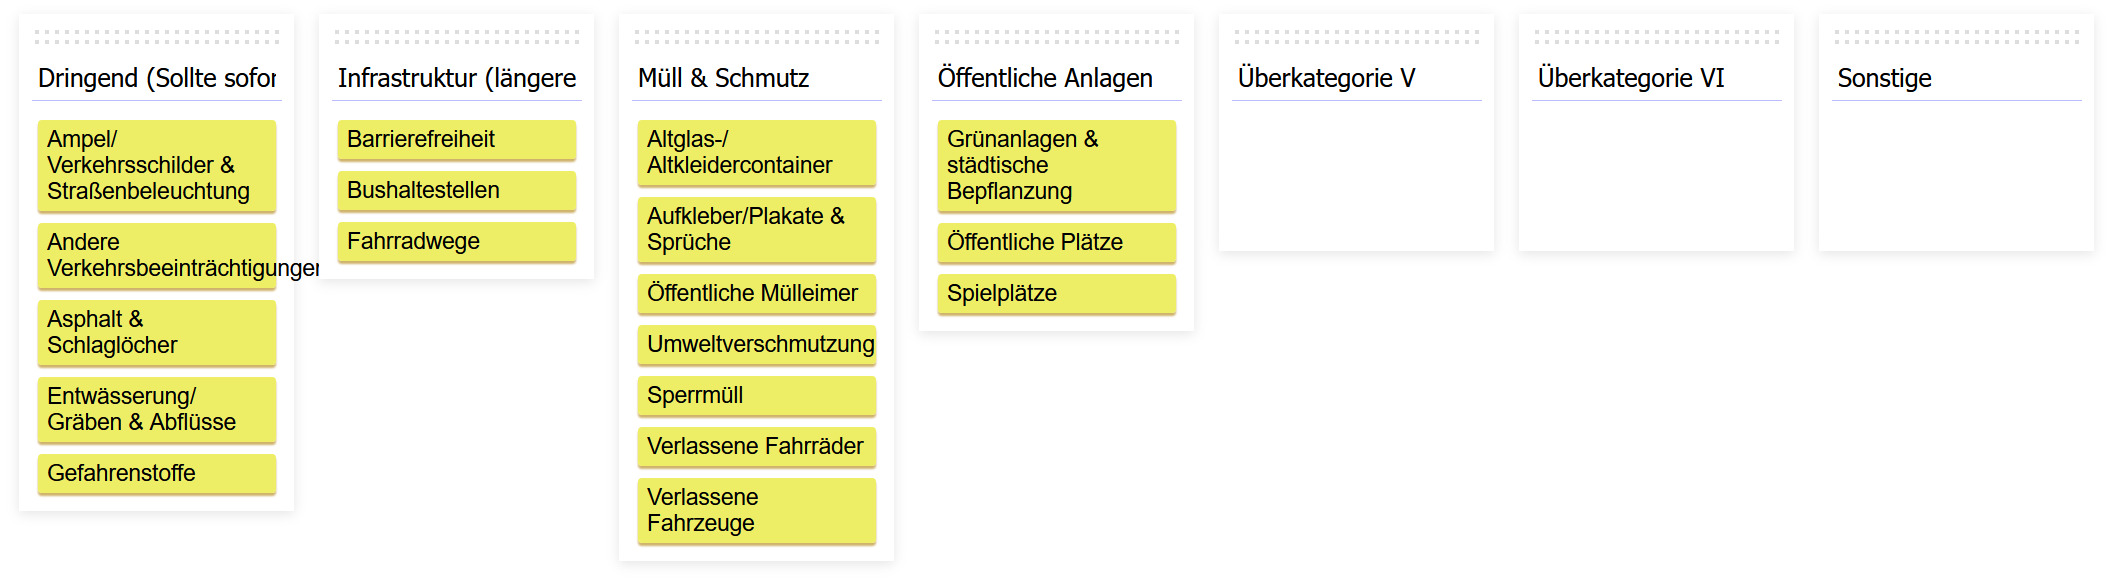 Dringend (Sollte sofor
Ampel/
Verkehrsschilder &
Straßenbeleuchtung
Andere
Verkehrsbeeinträchtigungen
Asphalt &
Schlaglöcher
Entwässerung/
Gräben & Abflüsse
Gefahrenstoffe
Infrastruktur (längere
Barrierefreiheit
Bushaltestellen
Fahrradwege
Müll & Schmutz
Altglas-/
Altkleidercontainer
Aufkleber/Plakate &
Sprüche
Öffentliche Mülleimer
Umweltverschmutzung
Sperrmüll
Verlassene Fahrräder
Verlassene
Fahrzeuge
Öffentliche Anlagen
Grünanlagen &
städtische
Bepflanzung
Öffentliche Plätze
Spielplätze
Überkategorie V
Überkategorie VI
Sonstige